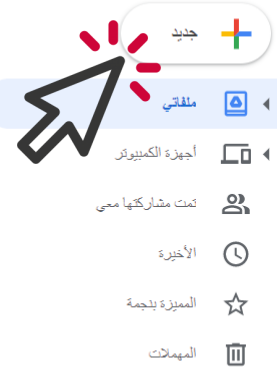 جديد
ملفاتي
أجهزة الكمبيوتر
تمت مشاركتها معي
الأخيرة
المميزة بنجمة
المهملات